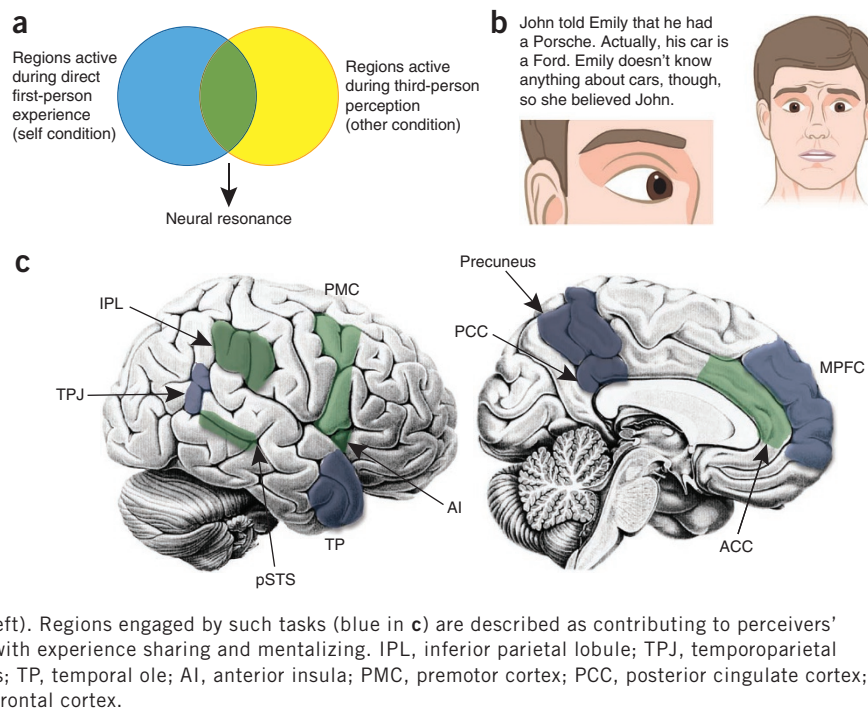 a
Regions active
during direct
first-person
experience
(self condition)
Regions active
during third-person
perception
(other condition)
Neural resonance
b
John told Emily that he had
a Porsche. Actually, his car is
a Ford. Emily doesn't know
anything about cars, though,
so she believed John.
c
IPL
PMC
TPJ
AI
TP
pSTS
Precuneus
PCC
MPFC
ACC
eft). Regions engaged by such tasks (blue in c) are described as contributing to perceivers'
with experience sharing and mentalizing. IPL, inferior parietal lobule; TPJ, temporoparietal
s; TP, temporal ole; AI, anterior insula; PMC, premotor cortex; PCC, posterior cingulate cortex;
frontal cortex.